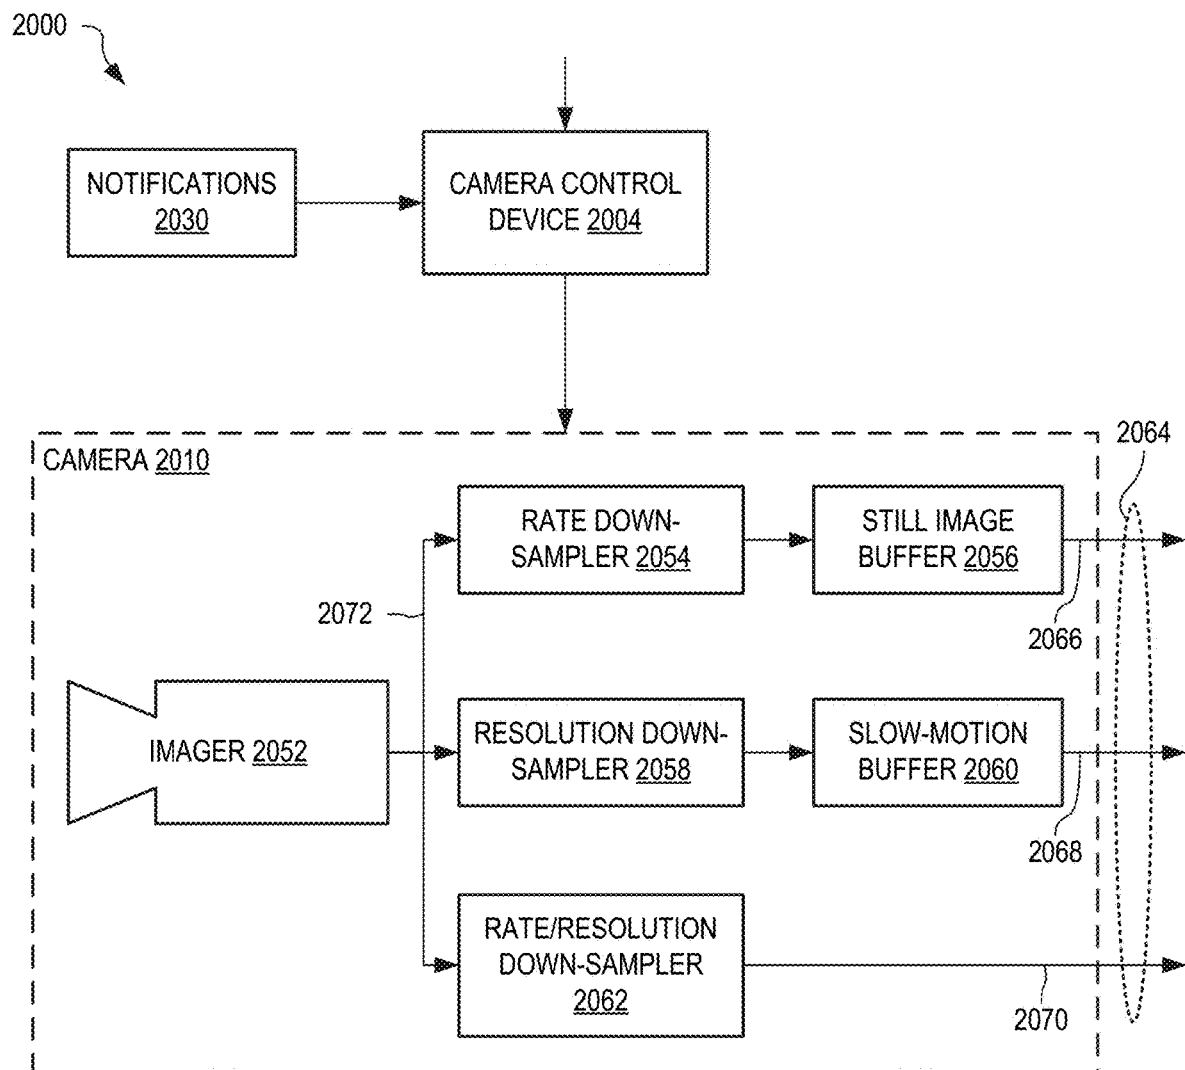 2000
NOTIFICATIONS
2030
CAMERA CONTROL
DEVICE 2004
2064
CAMERA 2010
RATE DOWN-
SAMPLER 2054
STILL IMAGE
BUFFER 2056
2072
2066
IMAGER 2052
RESOLUTION DOWN-
SAMPLER 2058
SLOW-MOTION
BUFFER 2060
2068
RATE/RESOLUTION
DOWN-SAMPLER
2062
2070